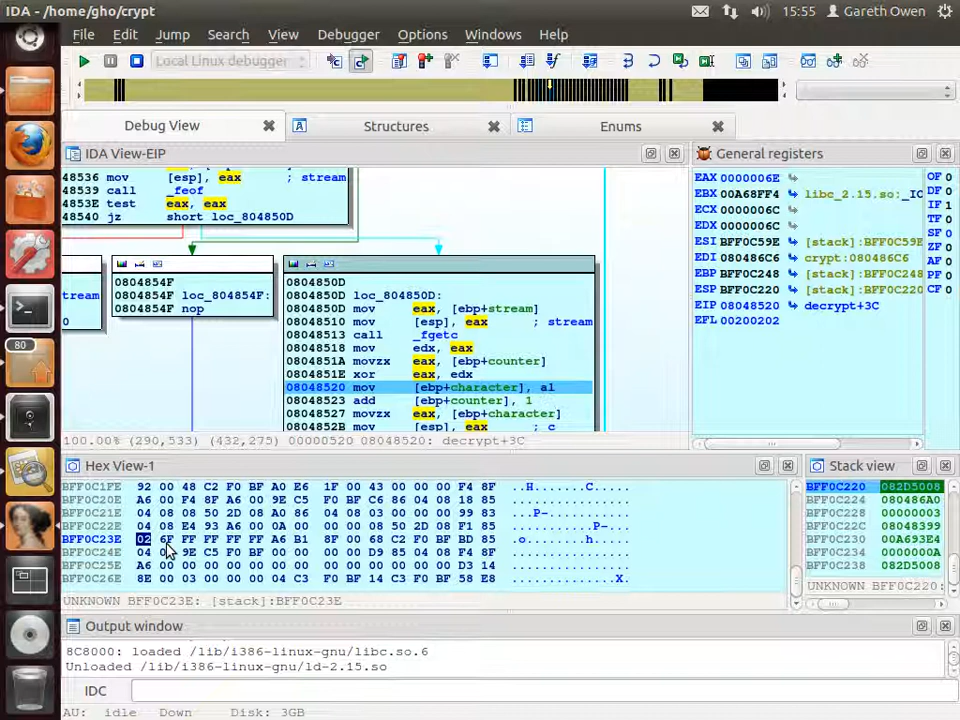 IDA - /home/gho/crypt
15:55
Gareth Owen
File Edit Jump Search View Debugger Options Windows Help
Local Linux debugger
Debug View
Structures
Enums
IDA View-EIP
General registers
48536 mov [esp], eax ; stream
48539 call _feof
4853E test eax, eax
48540 jz short loc_804850D
stream
0
0804854F
0804854F loc_804854F:
0804854F nop
0804850D
0804850D loc_804850D:
0804850D mov eax, [ebp+stream]
08048510 mov [esp], eax ; stream
08048513 call _fgetc
08048518 mov edx, eax
0804851A movzx eax, [ebp+counter]
0804851E xor eax, edx
08048520 mov [ebp+character], al
08048523 add [ebp+counter], 1
08048527 movzx eax, [ebp+character]
0804852B mov [esp], eax ; c
100.00% (290,533) (432,275) 00000520 08048520: decrypt+3C
EAX 0000006E
EBX 00A68FF4 libc_2.15.so:_IO
ECX 0000006C
EDX 0000006C
ESI BFF0C59E [stack]:BFF0C59E
EDI 080486C6 crypt:080486C6
EBP BFF0C248 [stack]:BFF0C248
ESP BFF0C220 [stack]:BFF0C220
EIP 08048520 decrypt+3C
EFL 00200202
OF 0
DF 0
IF 1
TF 0
SF 0
ZF 0
AF 0
PF 0
CF 0
Hex View-1
BFF0C1FE 92 00 48 C2 F0 BF A0 E6 1F 00 43 00 00 00 F4 8F ..H.....C.....
BFF0C20E A6 00 F4 8F A6 00 9E C5 F0 BF C6 86 04 08 18 85
BFF0C21E 04 08 08 50 2D 08 A0 86 04 08 03 00 00 00 99 83 ...P-
BFF0C22E 04 08 E4 93 A6 00 0A 00 00 00 08 50 2D 08 F1 85 P-
BFF0C23E 02 6F FF FF FF FF A6 B1 8F 00 68 C2 F0 BF BD 85 .o h
BFF0C24E 04 9E C5 F0 BF 00 00 00 00 D9 85 04 08 F4 8F
BFF0C25E A6 00 00 00 00 00 00 00 00 00 00 00 00 00 D3 14
BFF0C26E 8E 00 03 00 00 00 04 C3 F0 BF 14 C3 F0 BF 58 E8 X.
UNKNOWN BFF0C23E: [stack]:BFF0C23E
Stack view
BFF0C220 082D5008
BFF0C224 080486A0
BFF0C228 00000003
BFF0C22C 08048399
BFF0C230 00A693E4
BFF0C234 0000000A
BFF0C238 082D5008
UNKNOWN BFF0C220:
Output window
8C8000: loaded /lib/i386-linux-gnu/libc.so.6
Unloaded /lib/i386-linux-gnu/ld-2.15.so
IDC
AU: idle Down Disk: 3GB
80